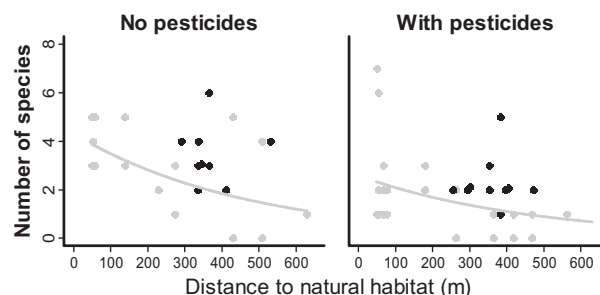 No pesticides
With pesticides
Number of species
8
6
4
2
0
0 100 200 300 400 500 600
0 100 200 300 400 500 600
Distance to natural habitat (m)